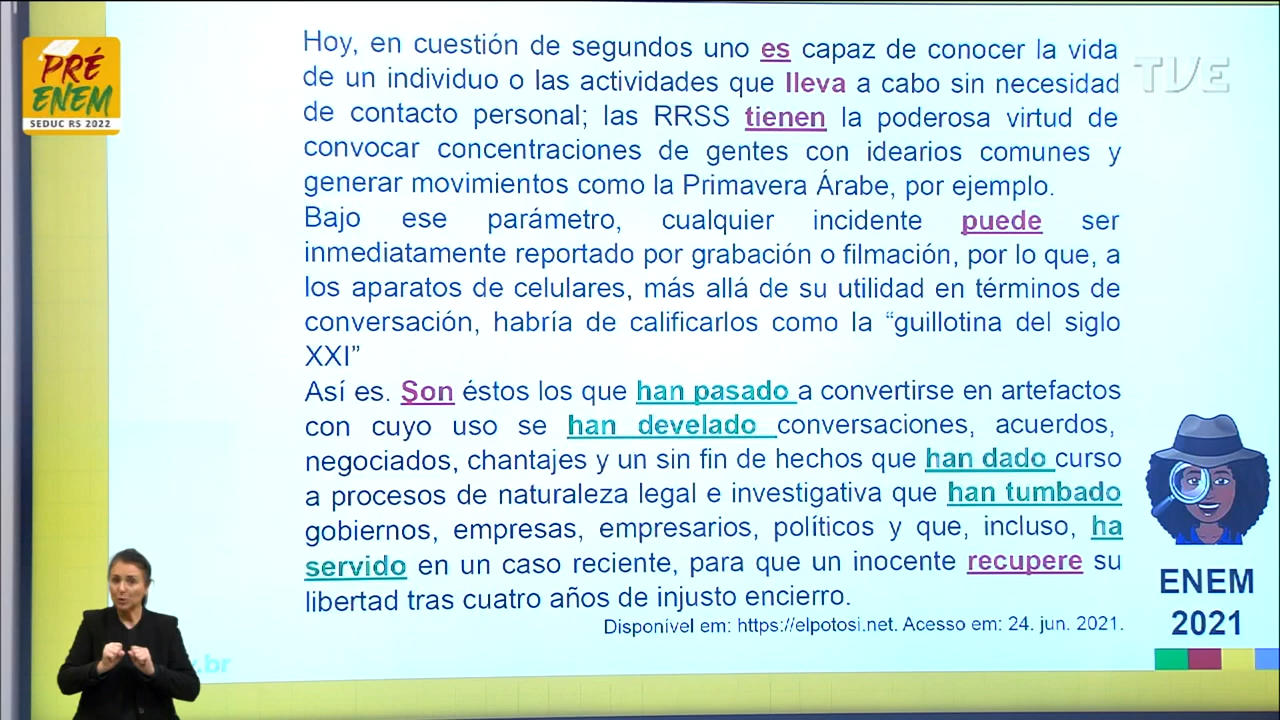 PRÉ
ENEM
SEDUC RS 2022
TVE
Hoy, en cuestión de segundos uno es capaz de conocer la vida
de un individuo o las actividades que lleva a cabo sin necesidad
de contacto personal; las RRSS tienen la poderosa virtud de
convocar concentraciones de gentes con idearios comunes y
generar movimientos como la Primavera Árabe, por ejemplo.
Bajo ese parámetro, cualquier incidente puede ser
inmediatamente reportado por grabación o filmación, por lo que, a
los aparatos de celulares, más allá de su utilidad en términos de
conversación, habría de calificarlos como la “guillotina del siglo
XXI”
Así es. Son éstos los que han pasado a convertirse en artefactos
con cuyo uso se han develado conversaciones, acuerdos,
negociados, chantajes y un sin fin de hechos que han dado curso
a procesos de naturaleza legal e investigativa que han tumbado
gobiernos, empresas, empresarios, políticos y que, incluso, ha
servido en un caso reciente, para que un inocente recupere su
libertad tras cuatro años de injusto encierro.
Disponível em: https://elpotosi.net. Acesso em: 24. jun. 2021.
ENEM
2021
.br